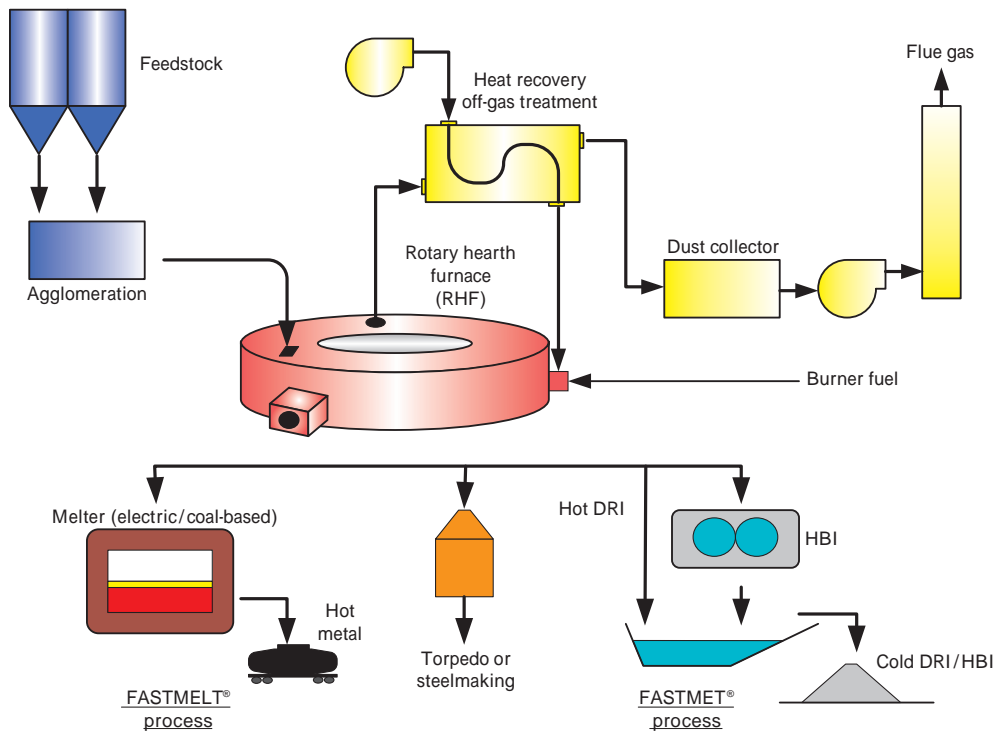 Feedstock
Agglomeration
Heat recovery
off-gas treatment
Flue gas
Rotary hearth
furnace
(RHF)
Dust collector
Burner fuel
Melter (electric/coal-based)
Hot
metal
FASTMELT®
process
Torpedo or
steelmaking
Hot DRI
HBI
FASTMET®
process
Cold DRI/HBI